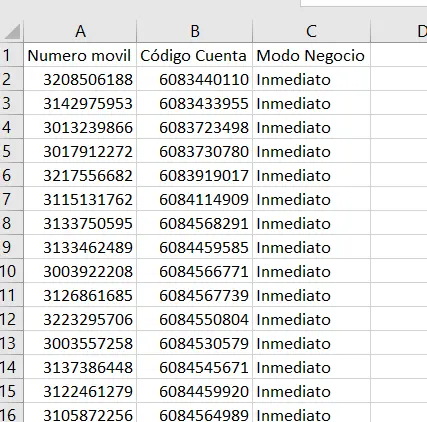 A B C D
1 Numero movil Código Cuenta Modo Negocio
2 3208506188 6083440110 Inmediato
3 3142975953 6083433955 Inmediato
4 3013239866 6083723498 Inmediato
5 3017912272 6083730780 Inmediato
6 3217556682 6083919017 Inmediato
7 3115131762 6084114909 Inmediato
8 3133750595 6084568291 Inmediato
9 3133462489 6084459585 Inmediato
10 3003922208 6084566771 Inmediato
11 3126861685 6084567739 Inmediato
12 3223295706 6084550804 Inmediato
13 3003557258 6084530579 Inmediato
14 3137386448 6084545671 Inmediato
15 3122461279 6084459920 Inmediato
16 3105872256 6084564989 Inmediato